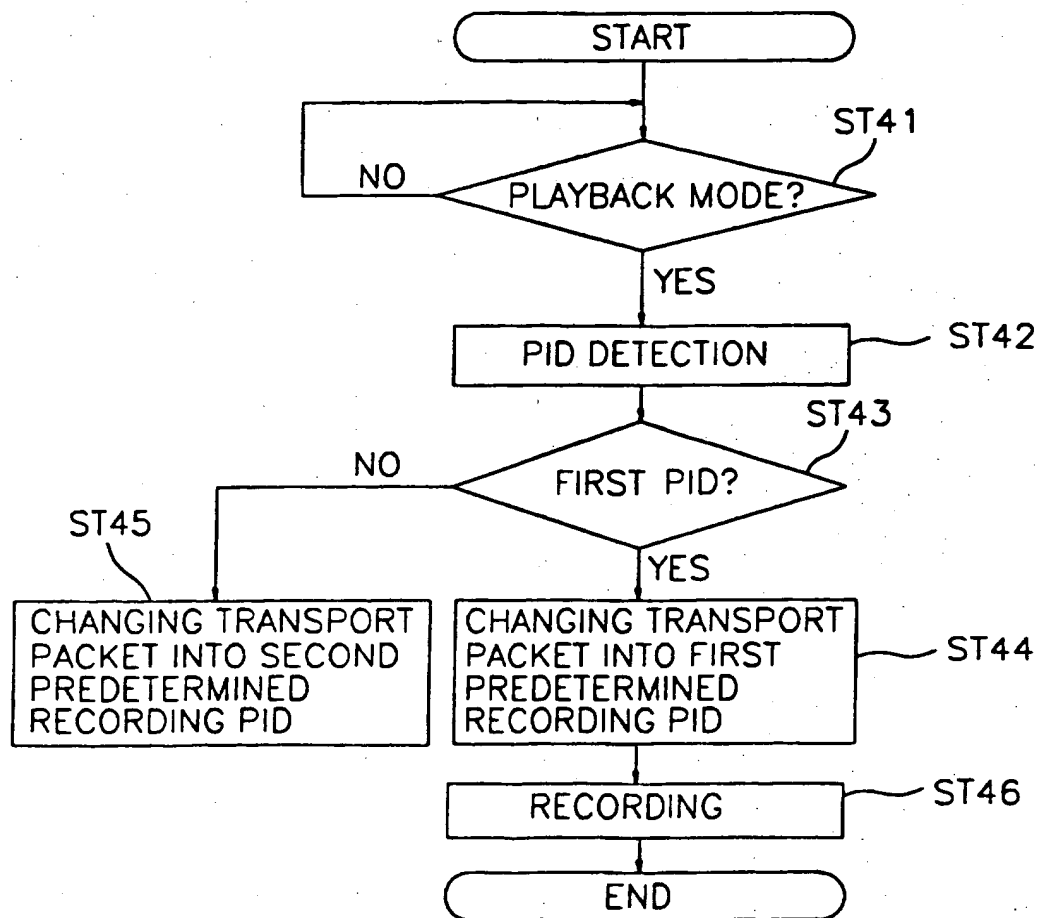 START
ST41
NO
PLAYBACK MODE?
YES
PID DETECTION
ST42
ST43
NO
FIRST PID?
ST45
YES
CHANGING TRANSPORT
PACKET INTO SECOND
PREDETERMINED
RECORDING PID
CHANGING TRANSPORT
PACKET INTO FIRST
PREDETERMINED
RECORDING PID
ST44
RECORDING
ST46
END